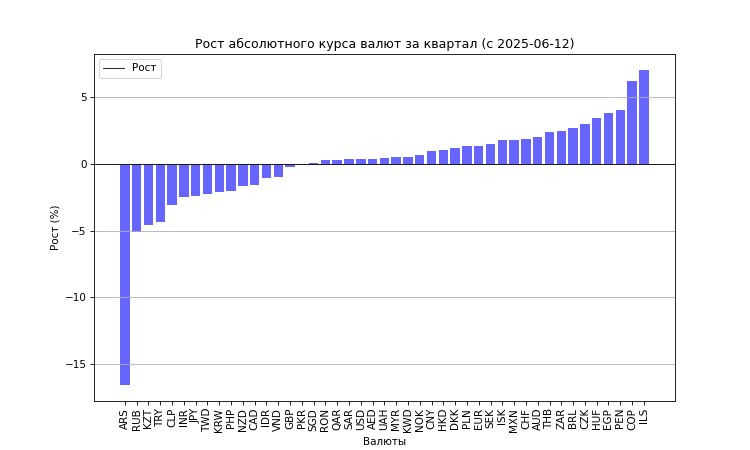 Рост абсолютного курса валют за квартал (с 2025-06-12)
Рост
Рост (%)
5
0
−5
−10
−15
ARS RUB KZT TRY CLP INR JPY TWD KRW PHP NZD CAD IDR VND GBP PKR SGD RON QAR SAR USD AED UAH MYR KWD NOK CNY HKD DKK PLN EUR SEK ISK MXN CHF AUD THB ZAR BRL CZK HUF EGP PEN COP ILS
Валюты